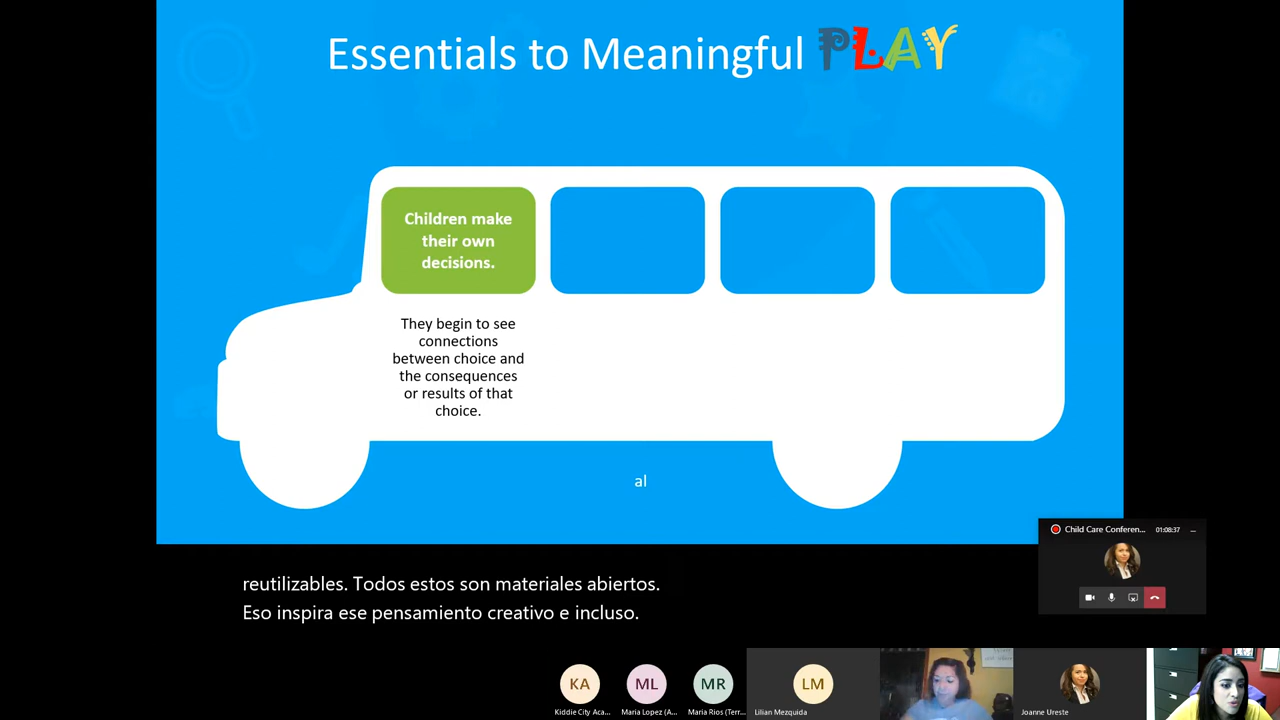 Essentials to Meaningful PLAY
Children make
their own
decisions.
They begin to see
connections
between choice and
the consequences
or results of that
choice.
al
Child Care Conferen...
01:08:37
reutilizables. Todos estos son materiales abiertos.
Eso inspira ese pensamiento creativo e incluso.
KA
ML
MR
LM
Kiddie City Aca...
Maria Lopez (A...
Maria Rios (Terr...
Lilian Mezquida
Joanne Ureste